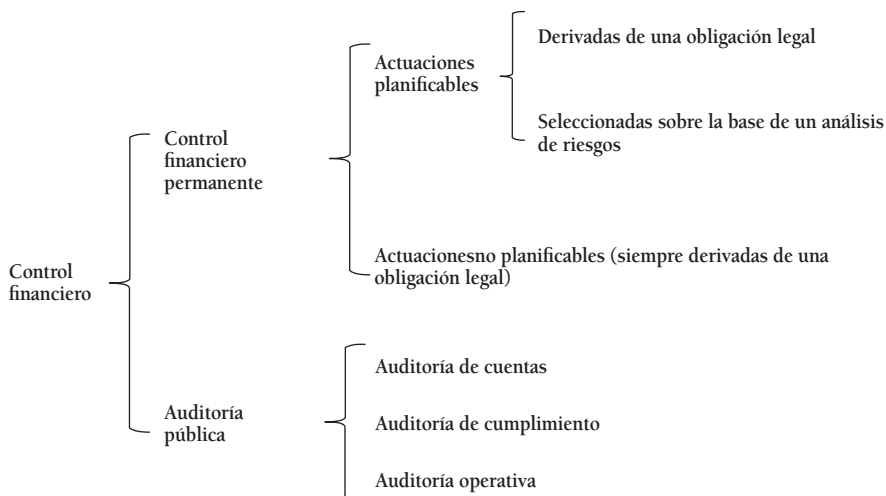 Control
financiero
Control
financiero
permanente
Actuaciones
planificables
Derivadas de una obligación legal
Seleccionadas sobre la base de un análisis
de riesgos
Actuacionesno planificables (siempre derivadas de una
obligación legal)
Auditoría
pública
Auditoría de cuentas
Auditoría de cumplimiento
Auditoría operativa